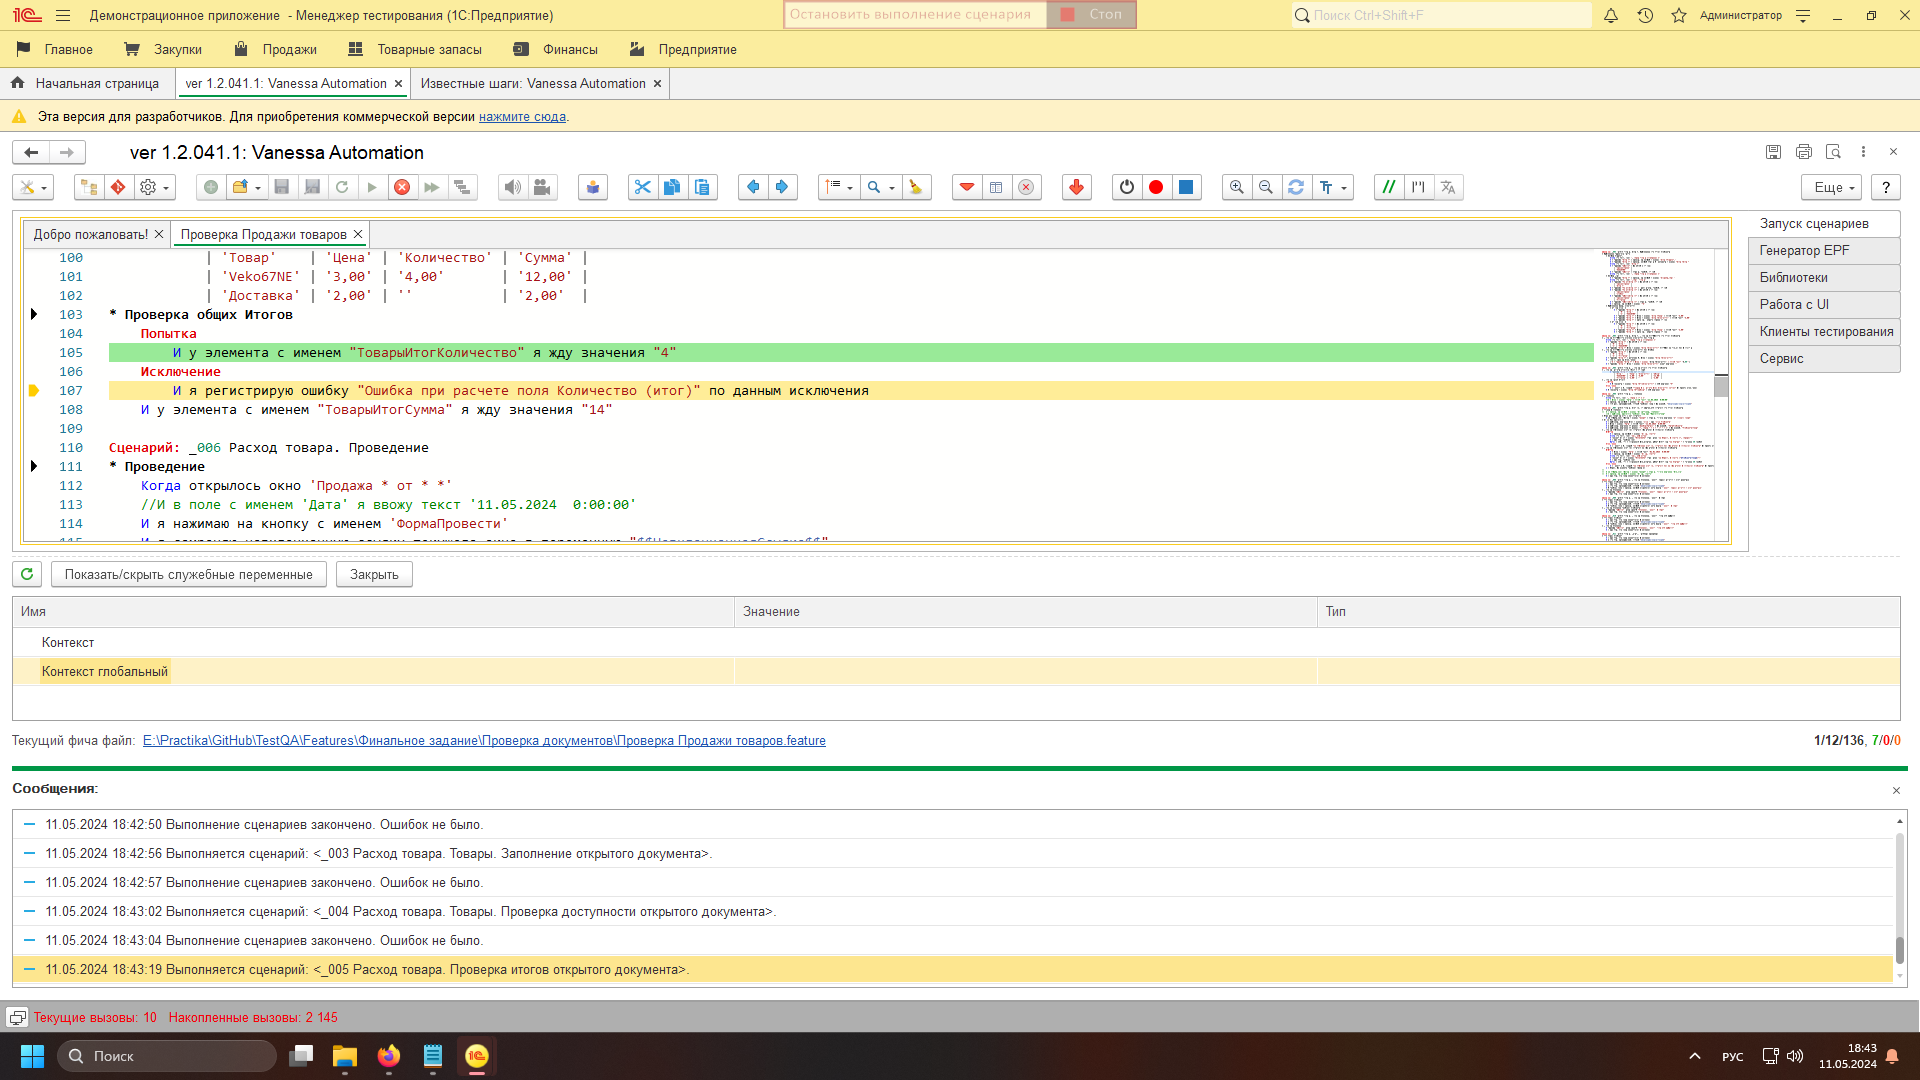 Демонстрационное приложение - Менеджер тестирования (1С:Предприятие)
Остановить выполнение сценария
Стоп
Поиск Ctrl+Shift+F
Администратор
Главное
Закупки
Продажи
Товарные запасы
Финансы
Предприятие
Начальная страница
ver 1.2.041.1: Vanessa Automation
Известные шаги: Vanessa Automation
Эта версия для разработчиков. Для приобретения коммерческой версии нажмите сюда.
ver 1.2.041.1: Vanessa Automation
Еще
?
Добро пожаловать!
Проверка Продажи товаров
100 | 'Товар' | 'Цена' | 'Количество' | 'Сумма' |
101 | 'Veko67NE' | '3,00' | '4,00' | '12,00' |
102 | 'Доставка' | '2,00' | '' | '2,00' |
103 * Проверка общих Итогов
104 Попытка
105 И у элемента с именем "ТоварыИтогКоличество" я жду значения "4"
106 Исключение
107 И я регистрирую ошибку "Ошибка при расчете поля Количество (итог)" по данным исключения
108 И у элемента с именем "ТоварыИтогСумма" я жду значения "14"
109
110 Сценарий: _006 Расход товара. Проведение
111 * Проведение
112 Когда открылось окно 'Продажа * от * *'
113 //И в поле с именем 'Дата' я ввожу текст '11.05.2024  0:00:00'
114 И я нажимаю на кнопку с именем 'ФормаПровести'
Запуск сценариев
Генератор EPF
Библиотеки
Работа с UI
Клиенты тестирования
Сервис
Показать/скрыть служебные переменные
Закрыть
Имя
Значение
Тип
Контекст
Контекст глобальный
Текущий фича файл: E:\Practika\GitHub\TestQA\Features\Финальное задание\Проверка документов\Проверка Продажи товаров.feature
1/12/136, 7/0/0
Сообщения:
11.05.2024 18:42:50 Выполнение сценариев закончено. Ошибок не было.
11.05.2024 18:42:56 Выполняется сценарий: <_003 Расход товара. Товары. Заполнение открытого документа>.
11.05.2024 18:42:57 Выполнение сценариев закончено. Ошибок не было.
11.05.2024 18:43:02 Выполняется сценарий: <_004 Расход товара. Товары. Проверка доступности открытого документа>.
11.05.2024 18:43:04 Выполнение сценариев закончено. Ошибок не было.
11.05.2024 18:43:19 Выполняется сценарий: <_005 Расход товара. Проверка итогов открытого документа>.
Текущие вызовы: 10 Накопленные вызовы: 2 145
Поиск
РУС
18:43
11.05.2024